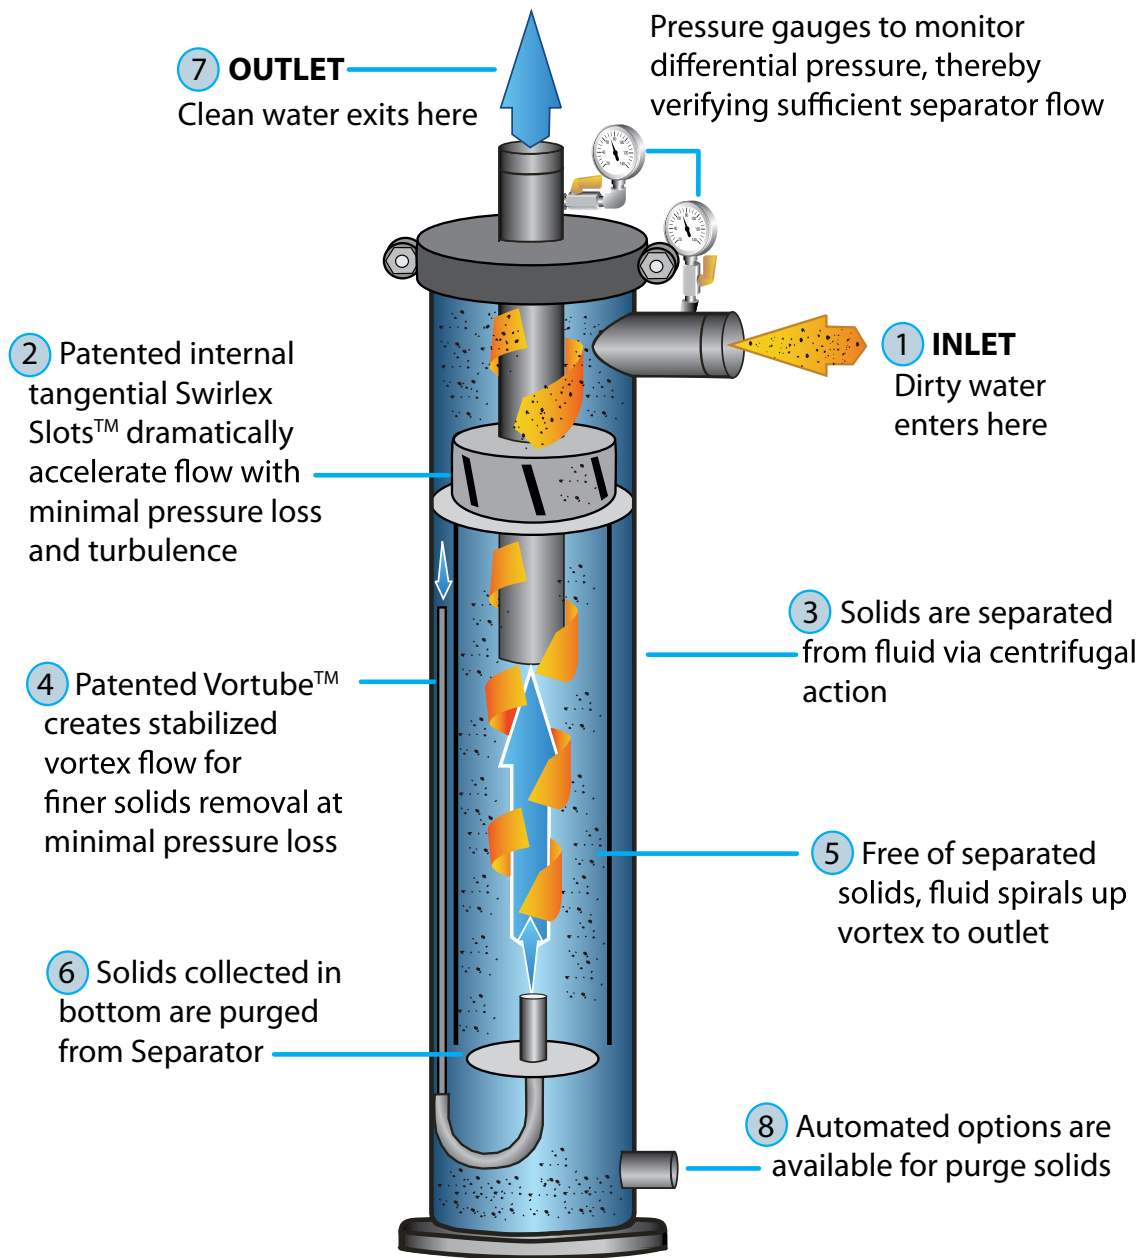 7 OUTLET
Clean water exits here
Pressure gauges to monitor
differential pressure, thereby
verifying sufficient separator flow
1 INLET
Dirty water
enters here
2 Patented internal
tangential Swirlex
Slots™ dramatically
accelerate flow with
minimal pressure loss
and turbulence
3 Solids are separated
from fluid via centrifugal
action
4 Patented Vortube™
creates stabilized
vortex flow for
finer solids removal at
minimal pressure loss
5 Free of separated
solids, fluid spirals up
vortex to outlet
6 Solids collected in
bottom are purged
from Separator
8 Automated options are
available for purge solids